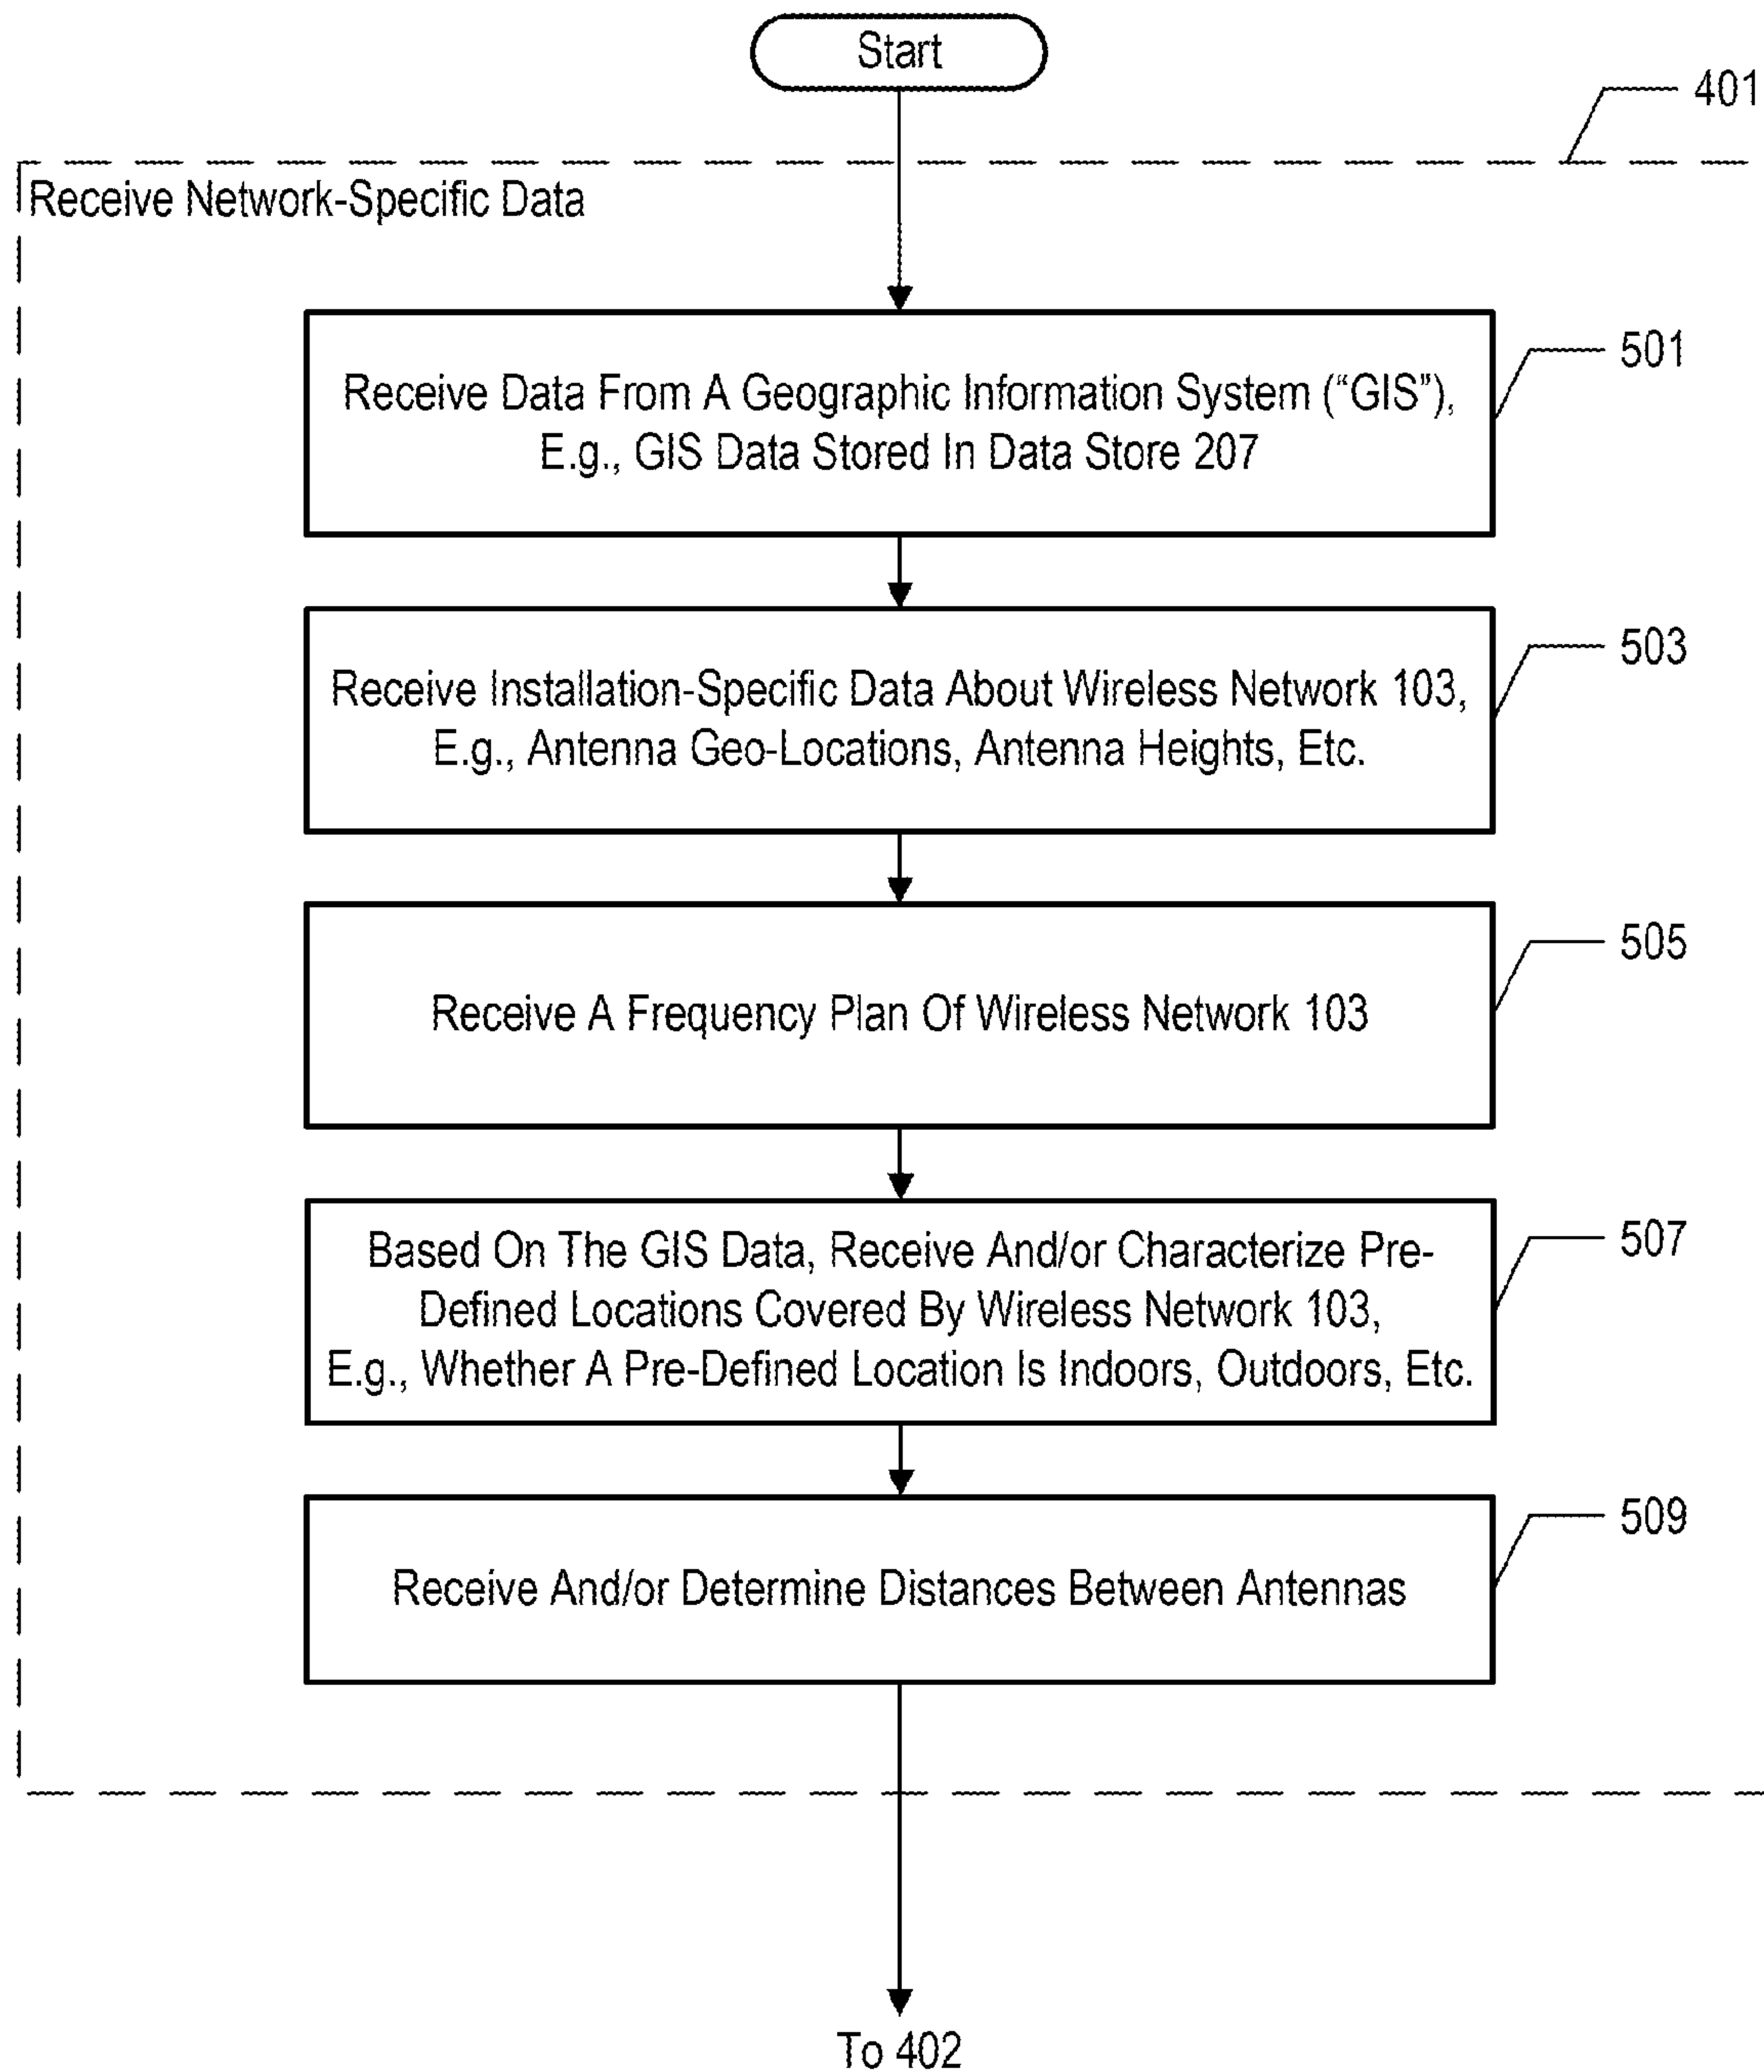 Start
401
Receive Network-Specific Data
501
Receive Data From A Geographic Information System (“GIS”),
E.g., GIS Data Stored In Data Store 207
503
Receive Installation-Specific Data About Wireless Network 103,
E.g., Antenna Geo-Locations, Antenna Heights, Etc.
505
Receive A Frequency Plan Of Wireless Network 103
507
Based On The GIS Data, Receive And/or Characterize Pre-
Defined Locations Covered By Wireless Network 103,
E.g., Whether A Pre-Defined Location Is Indoors, Outdoors, Etc.
509
Receive And/or Determine Distances Between Antennas
To 402